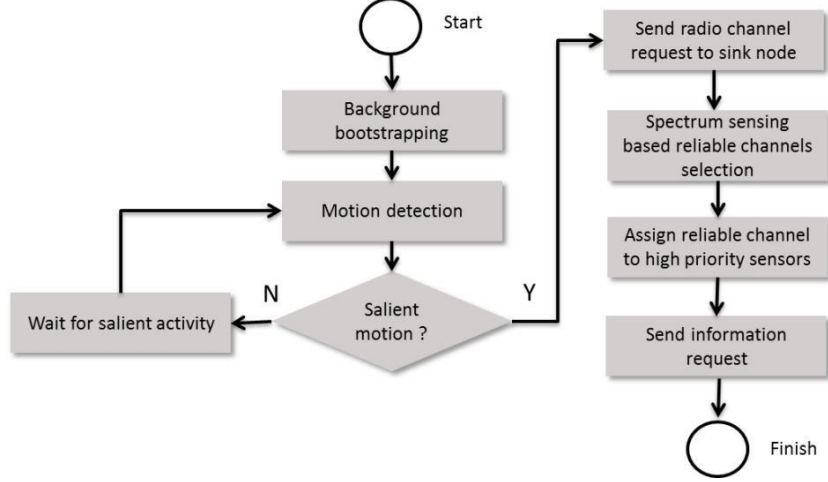 Start
Background
bootstrapping
Motion detection
Salient
motion ?
N
Y
Wait for salient activity
Send radio channel
request to sink node
Spectrum sensing
based reliable channels
selection
Assign reliable channel
to high priority sensors
Send information
request
Finish